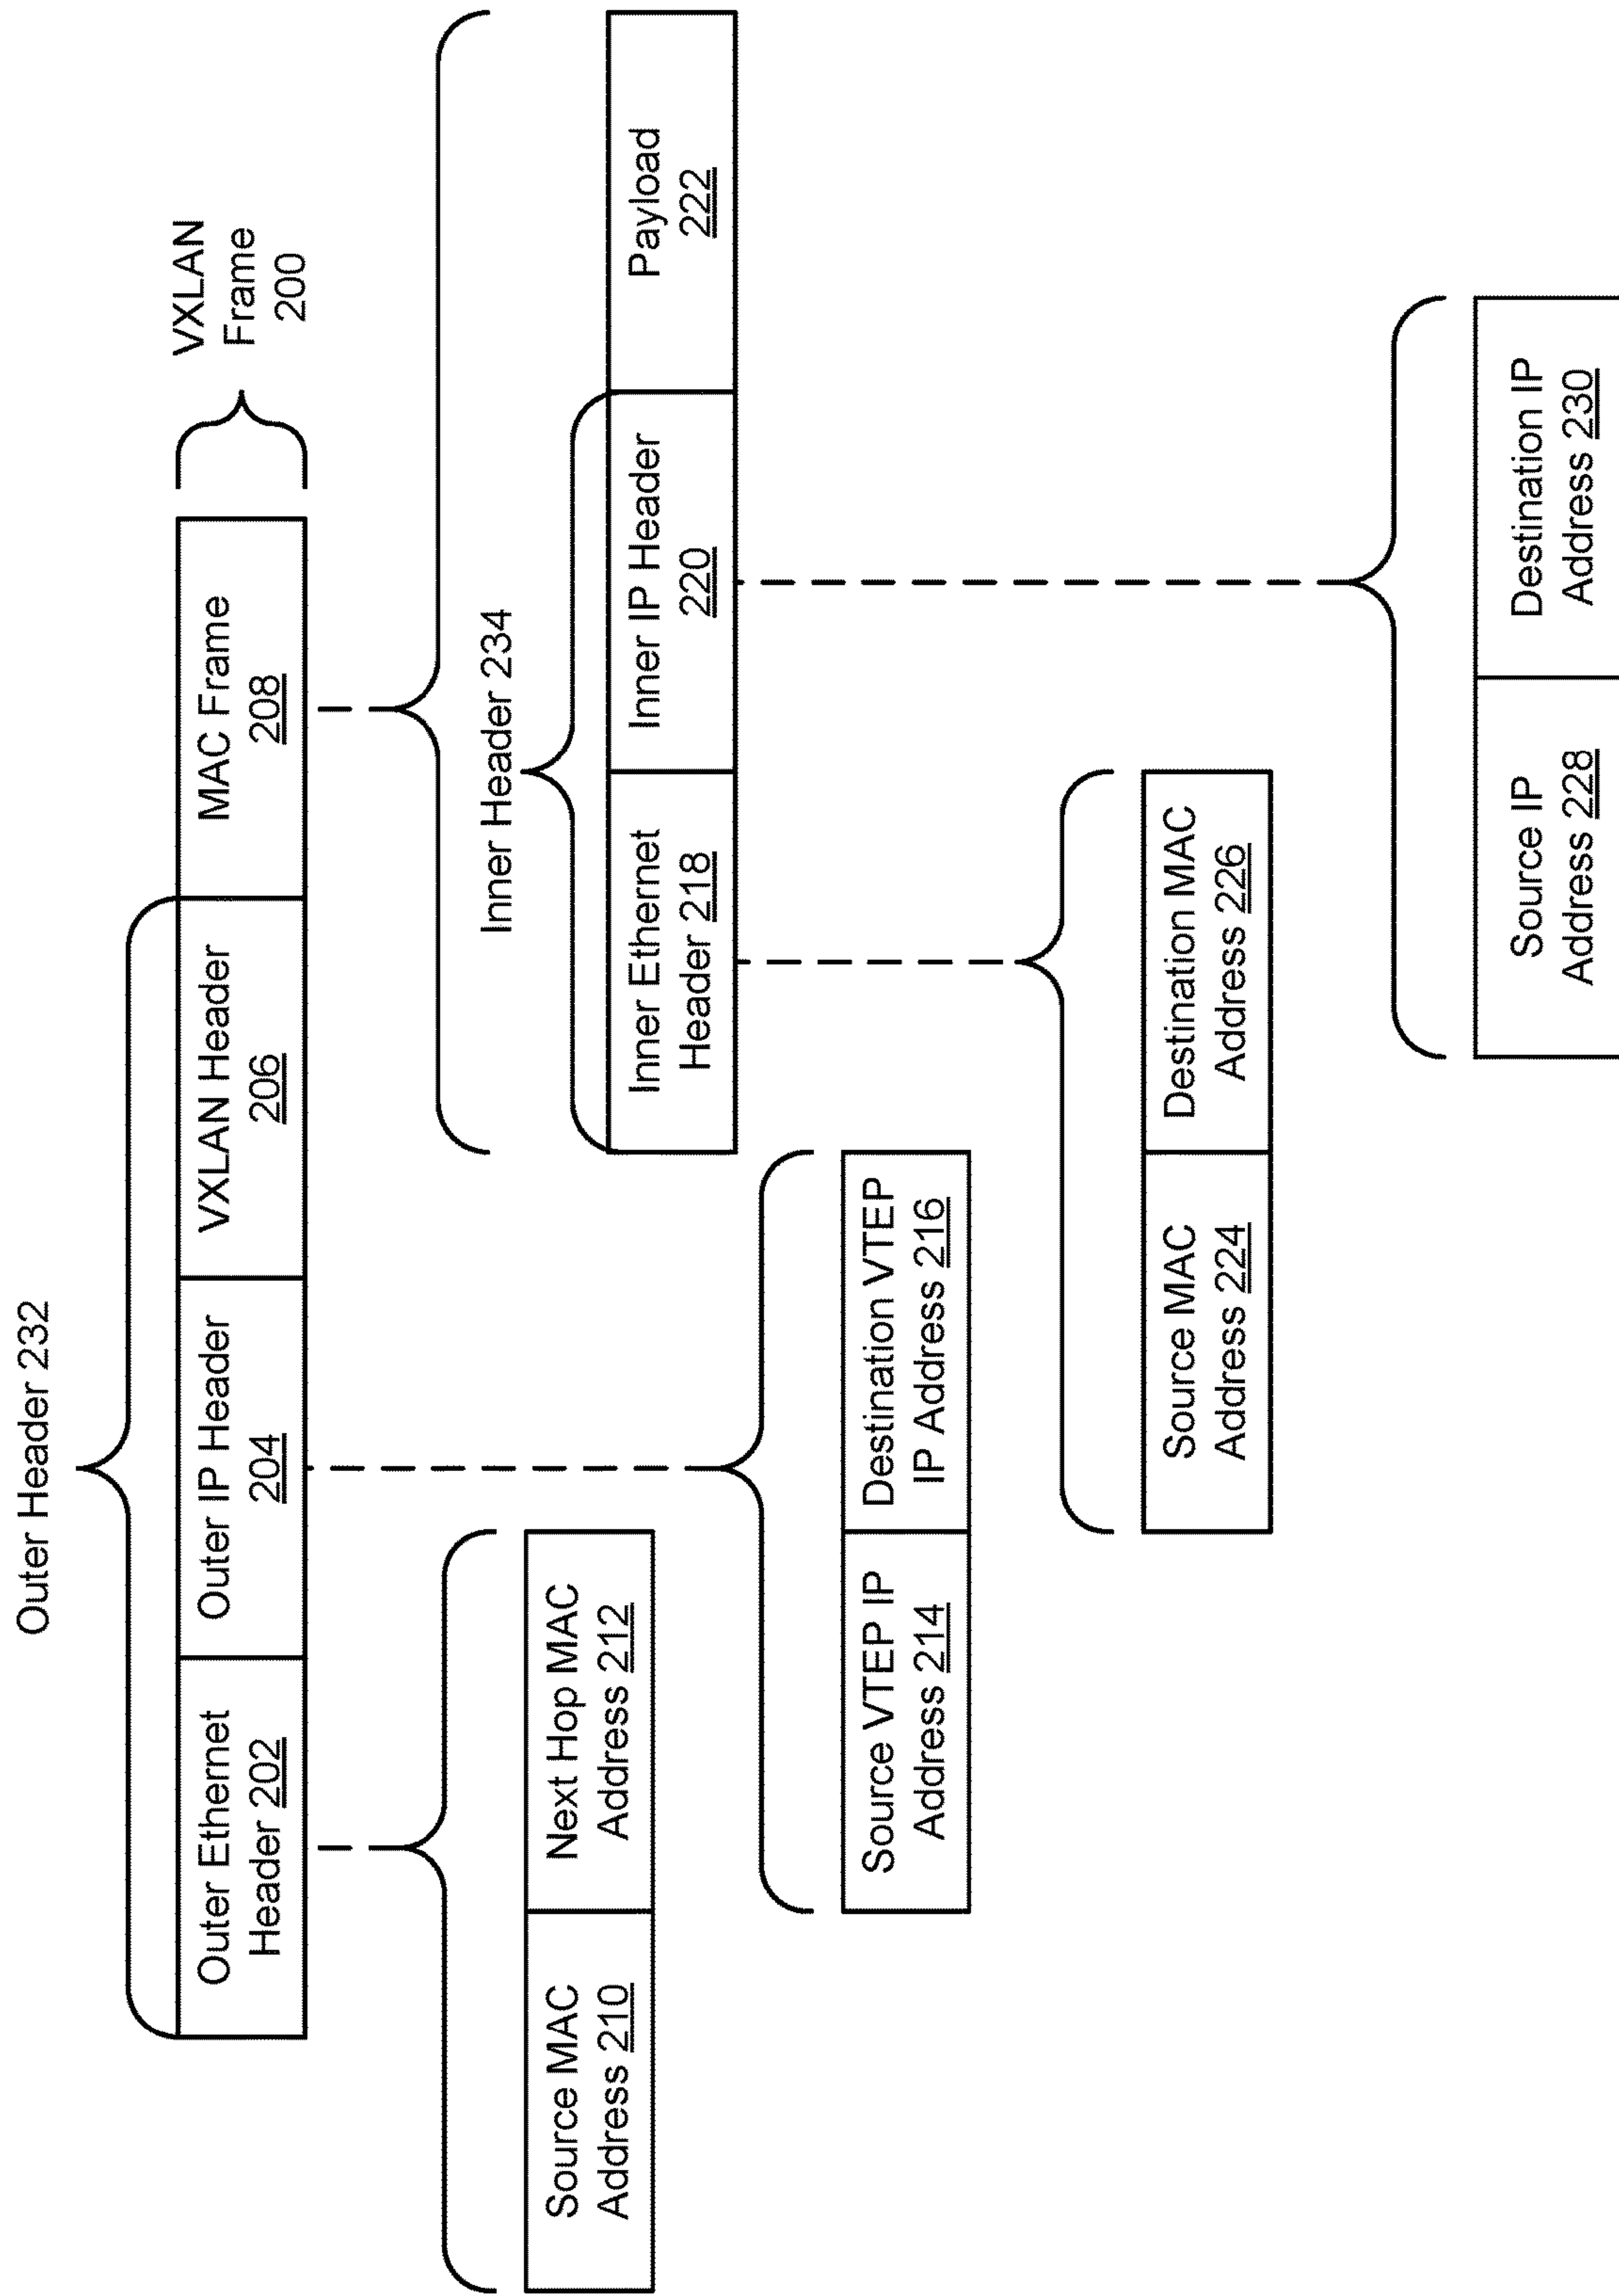 Outer Header 232
Outer Ethernet
Header 202
Outer IP Header
204
VXLAN Header
206
MAC Frame
208
VXLAN
Frame
200
Source MAC
Address 210
Next Hop MAC
Address 212
Inner Header 234
Inner Ethernet
Header 218
Inner IP Header
220
Payload
222
Source VTEP IP
Address 214
Destination VTEP
IP Address 216
Source MAC
Address 224
Destination MAC
Address 226
Source IP
Address 228
Destination IP
Address 230